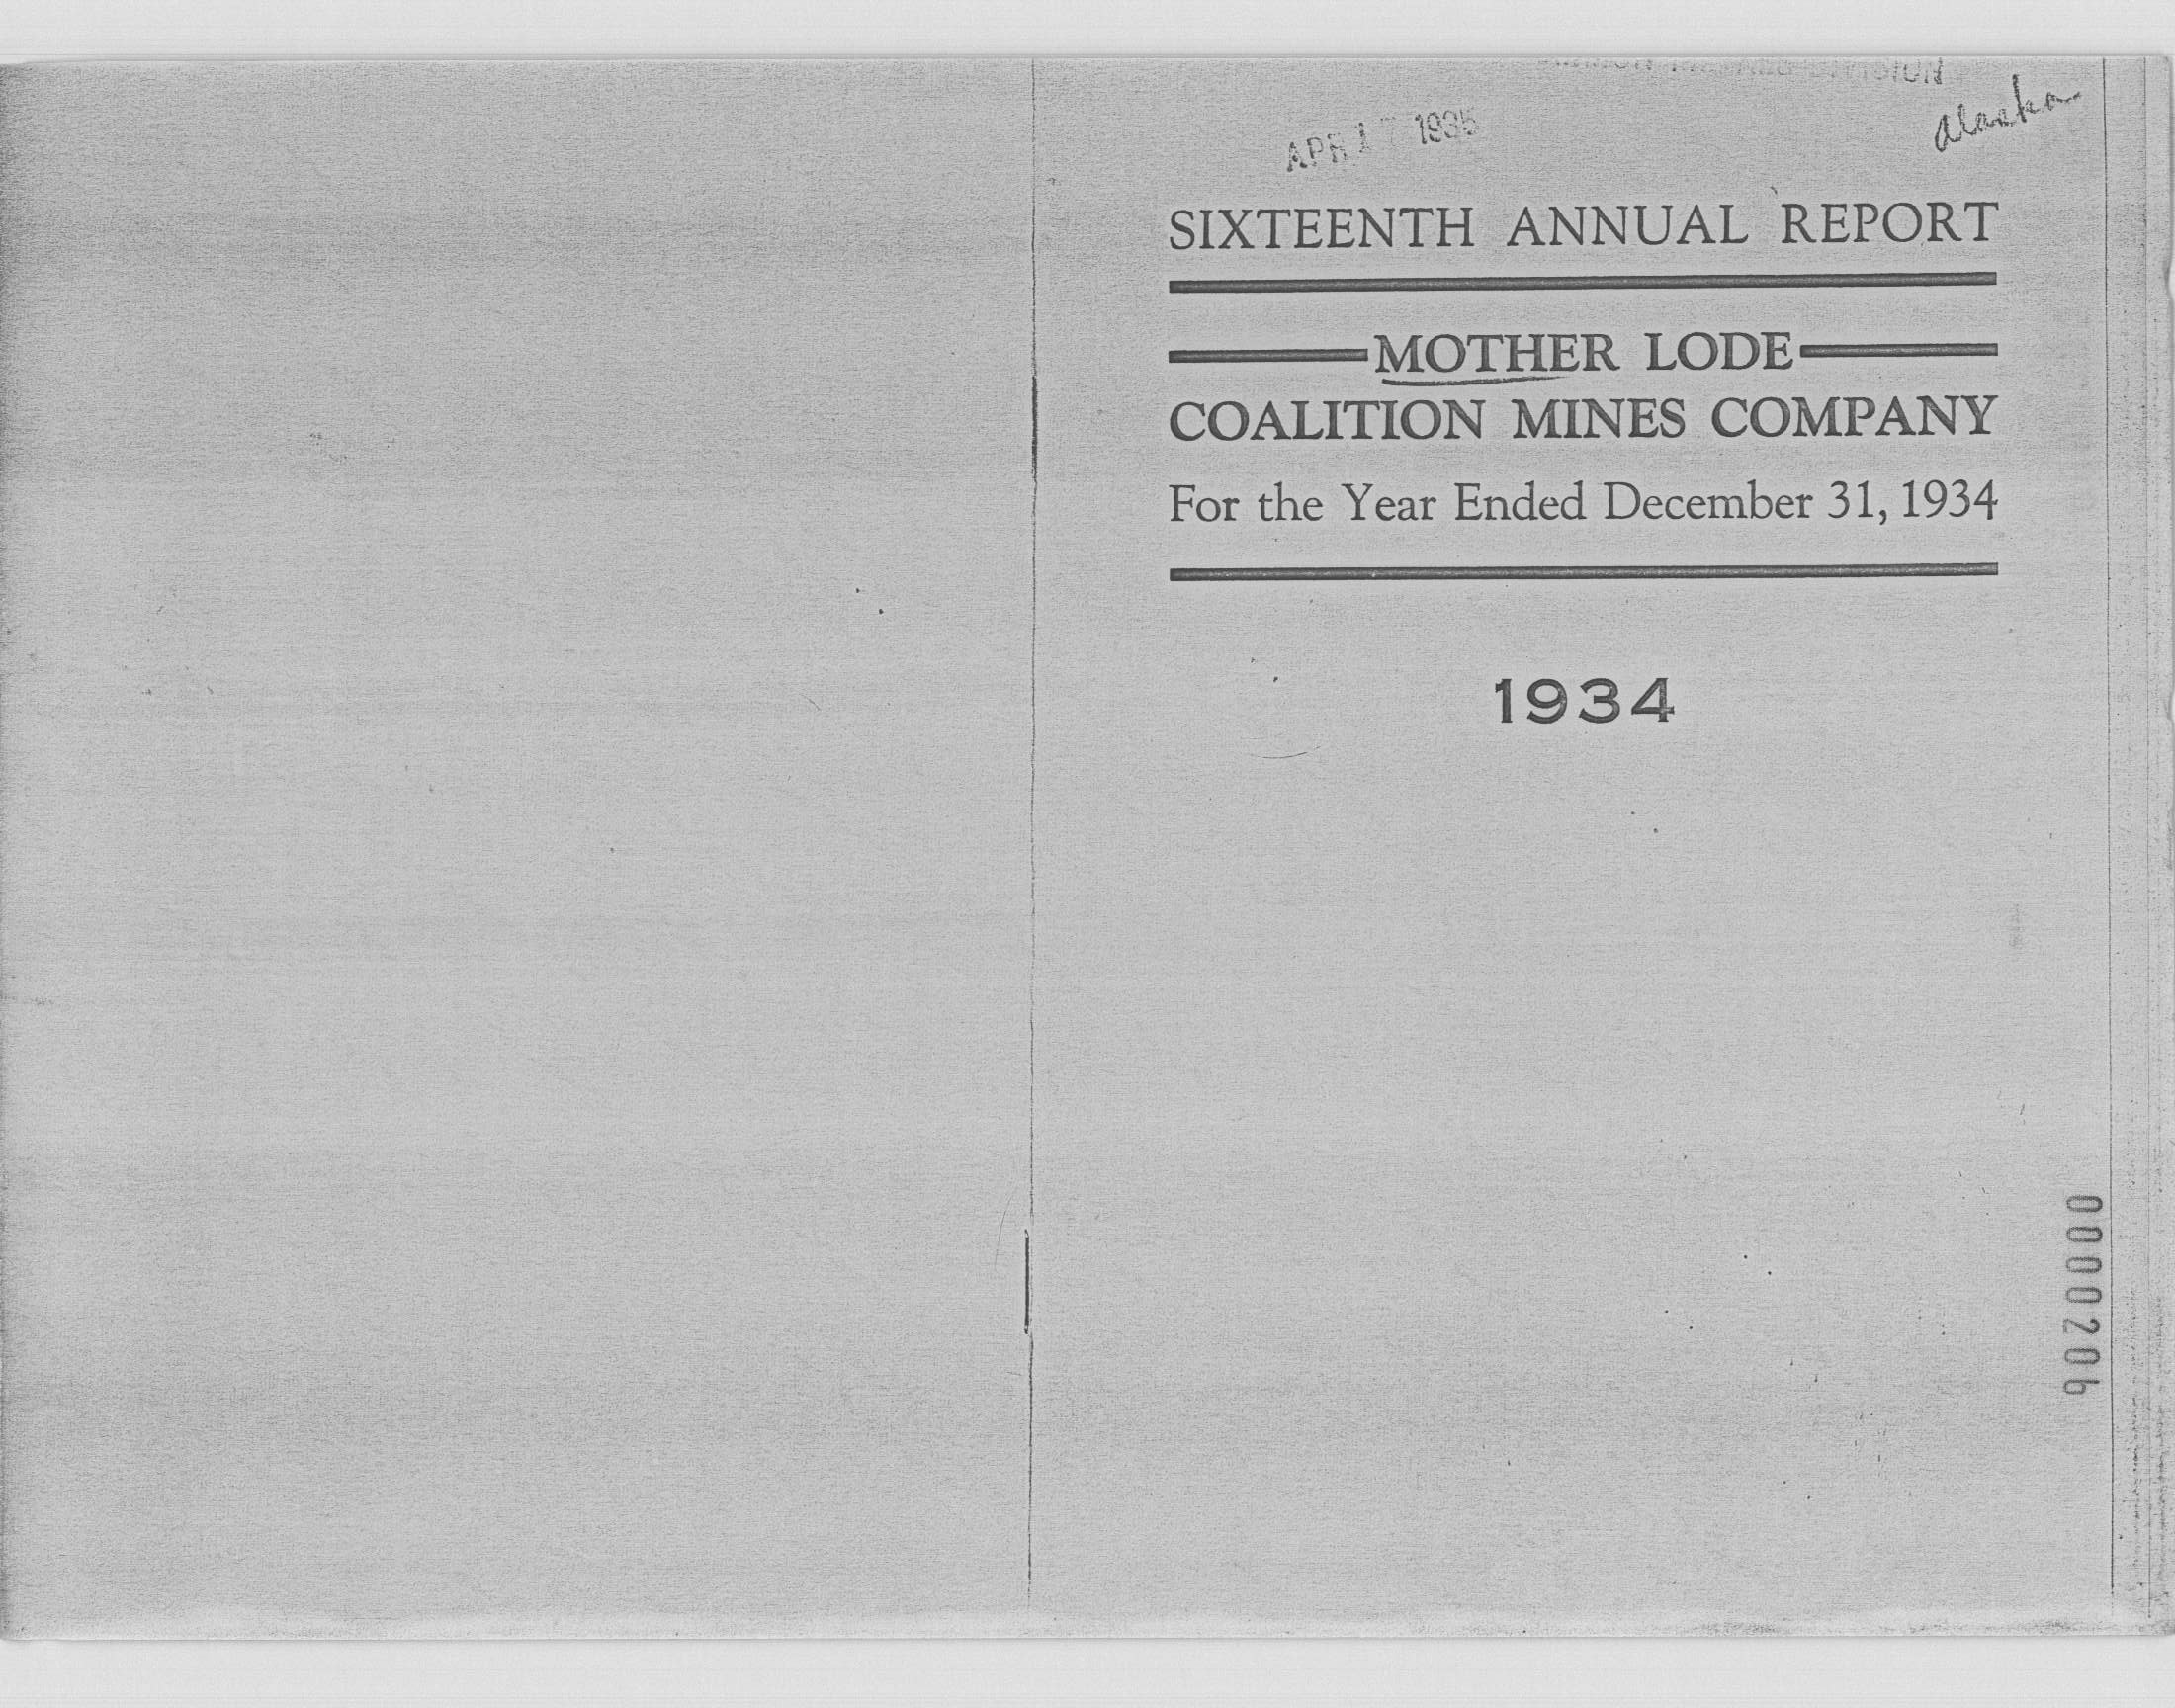 DIVISION
Alaska
APR 17 1935
SIXTEENTH ANNUAL REPORT
MOTHER LODE
COALITION MINES COMPANY
For the Year Ended December 31, 1934
1934
0000206